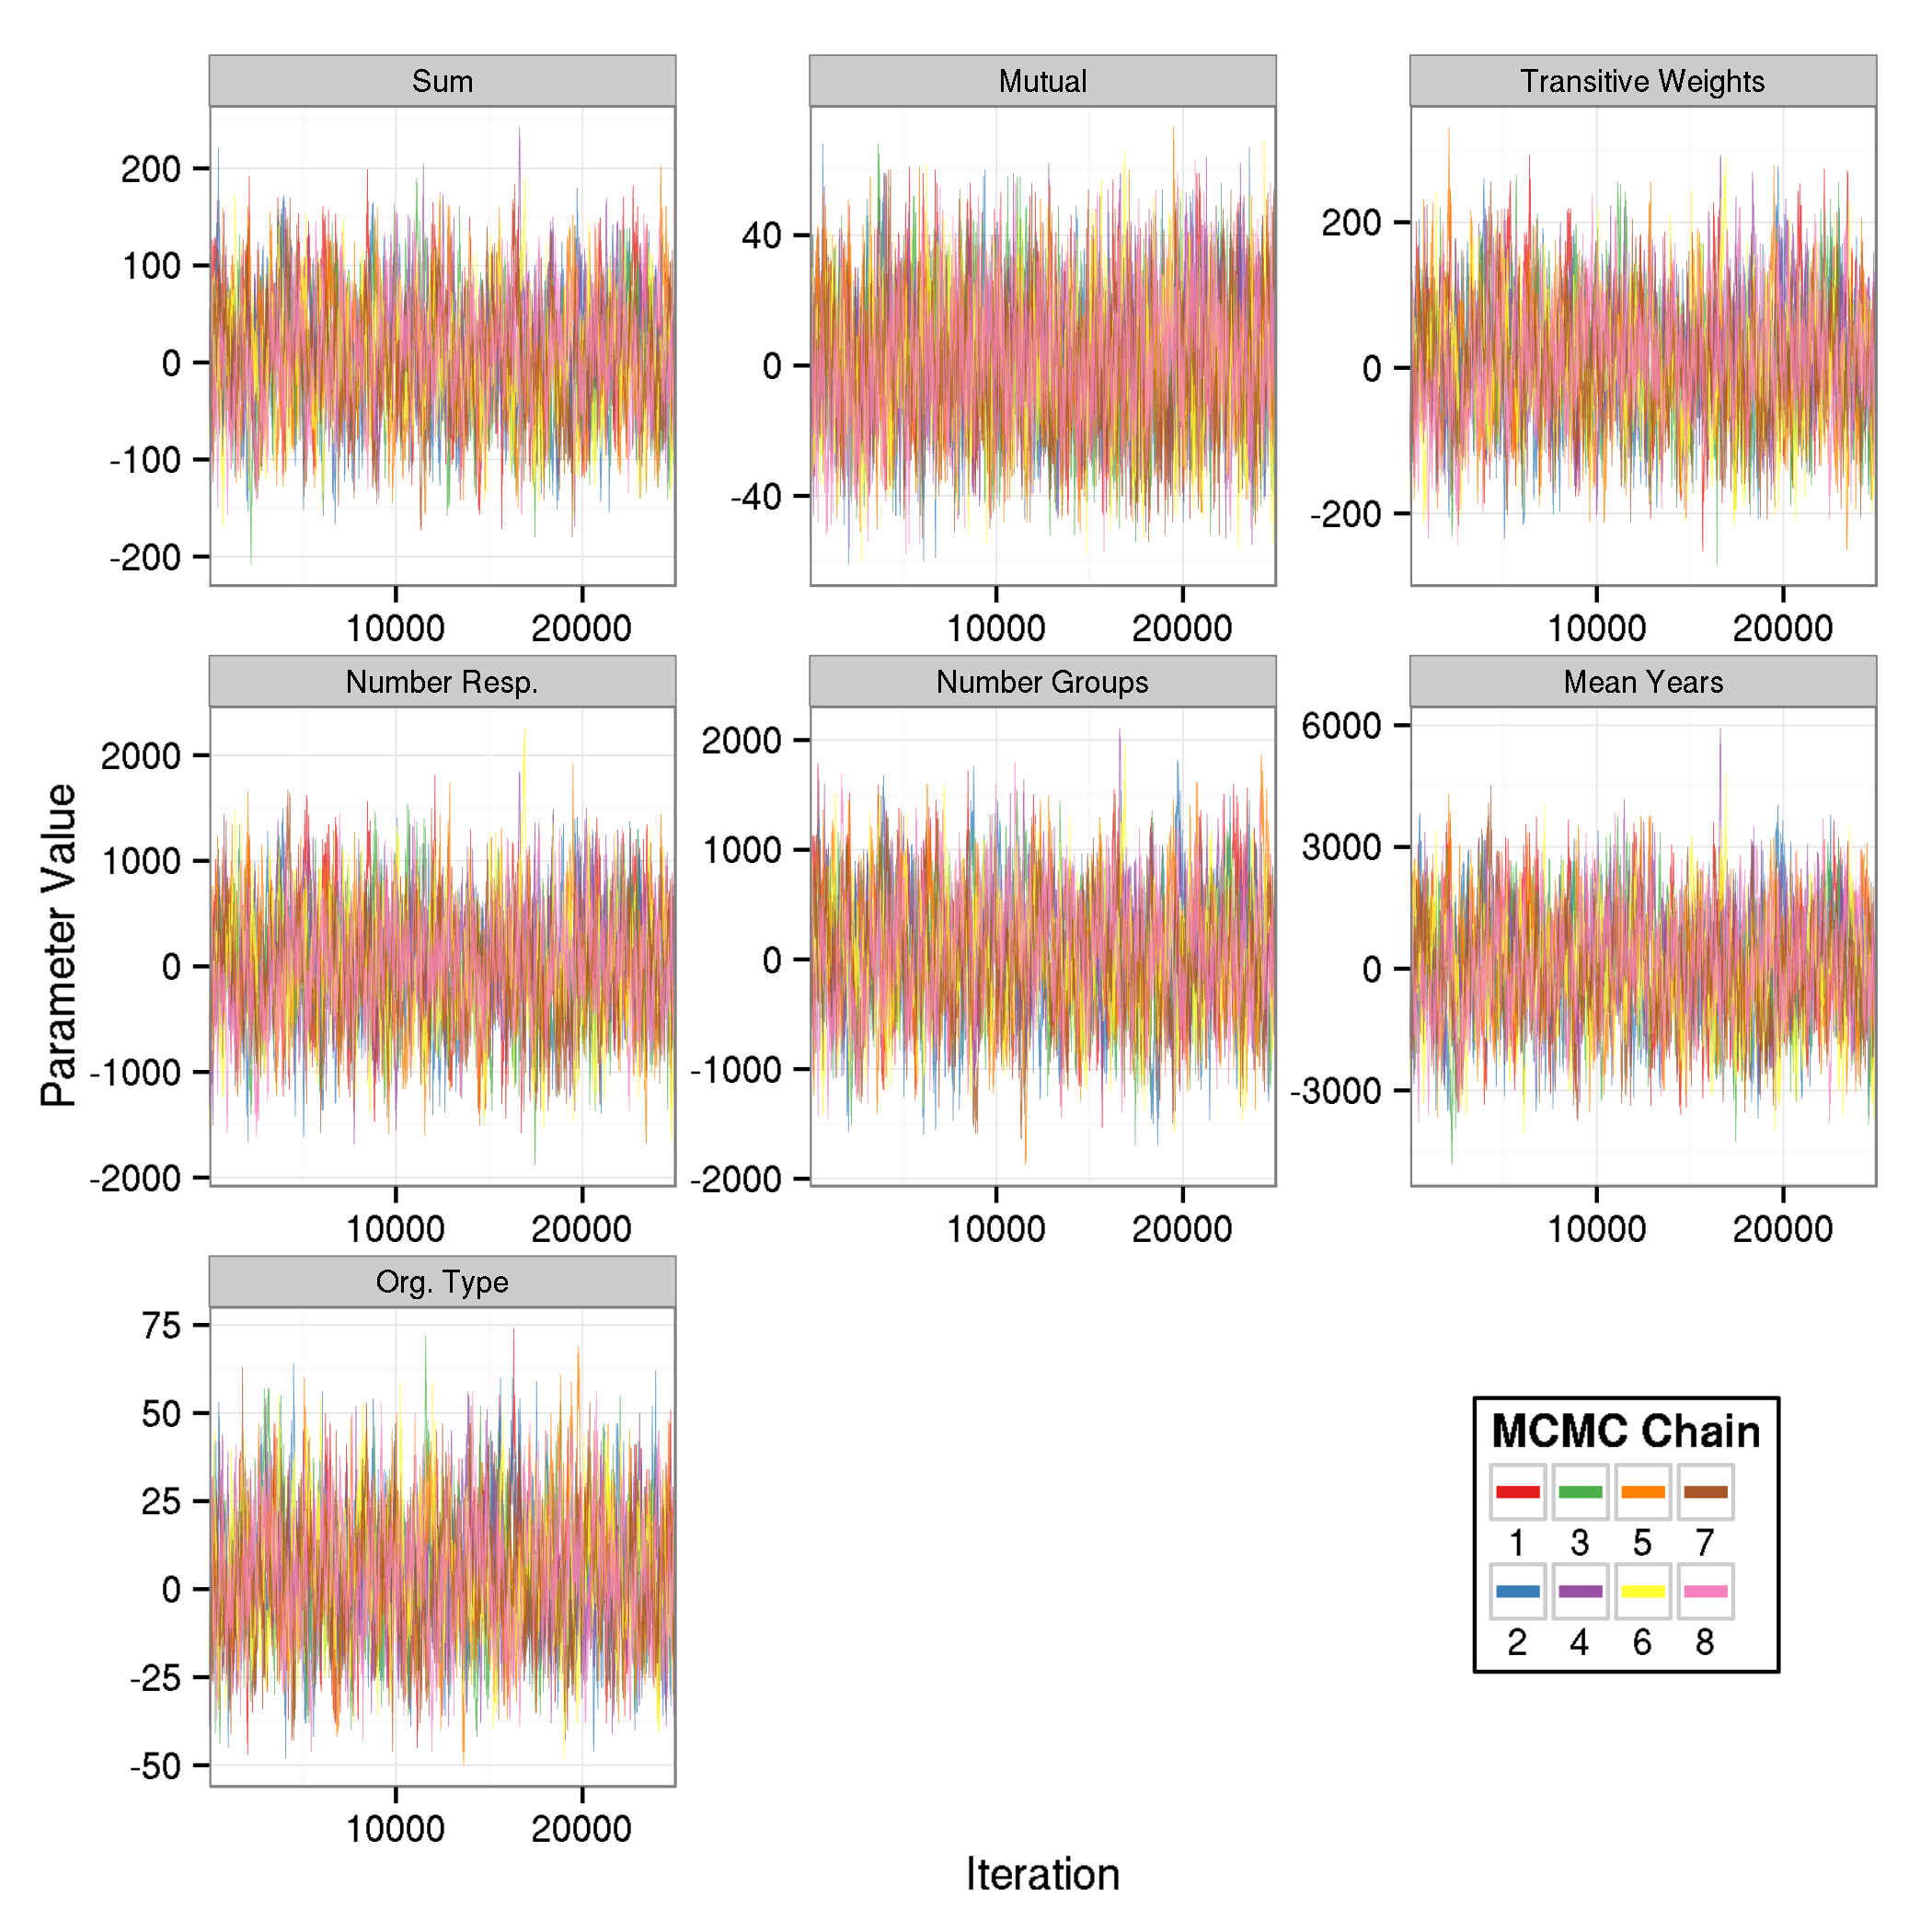 Sum Mutual Transitive Weights
200 40 200
100
0 0 0
-100
-200 -40 -200
10000 20000 10000 20000 10000 20000
Number Resp. Number Groups Mean Years
2000 2000 6000
1000 1000 3000
0 0 0
-1000 -1000 -3000
-2000 -2000
10000 20000 10000 20000 10000 20000
Parameter Value
Org. Type
75
50
25
0
-25
-50
10000 20000
MCMC Chain
1 3 5 7
2 4 6 8
Iteration